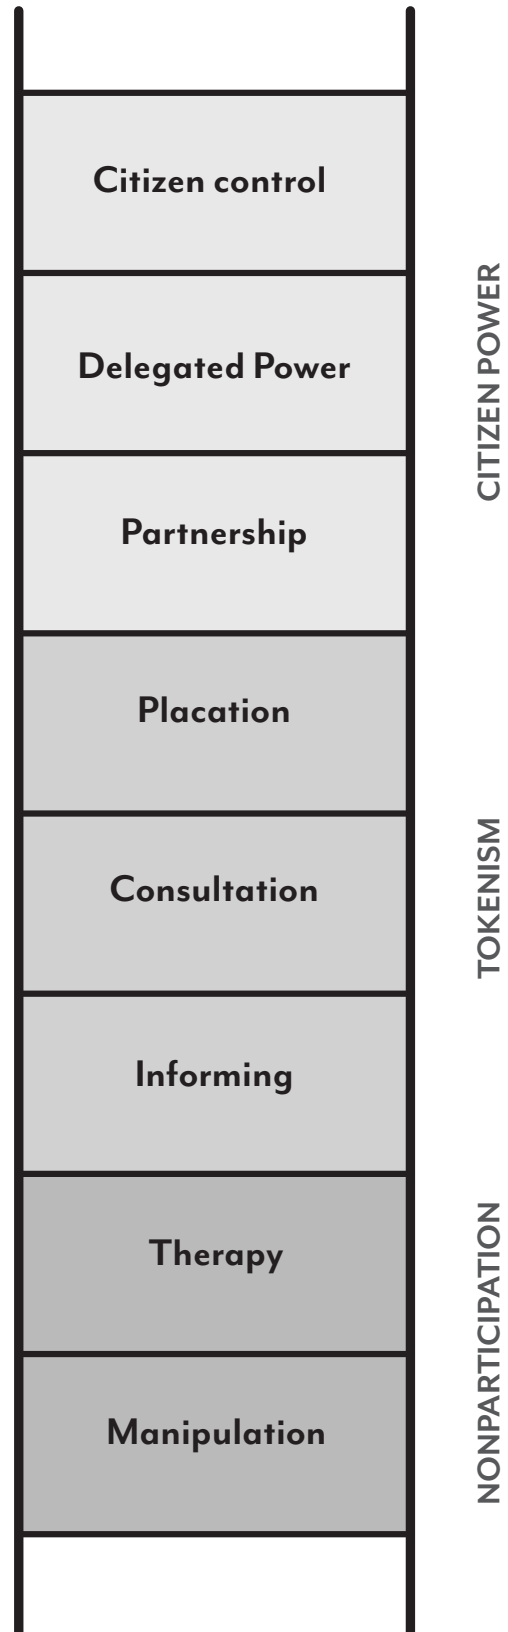 Citizen control
Delegated Power
Partnership
CITIZEN POWER
Placation
Consultation
Informing
TOKENISM
Therapy
Manipulation
NONPARTICIPATION